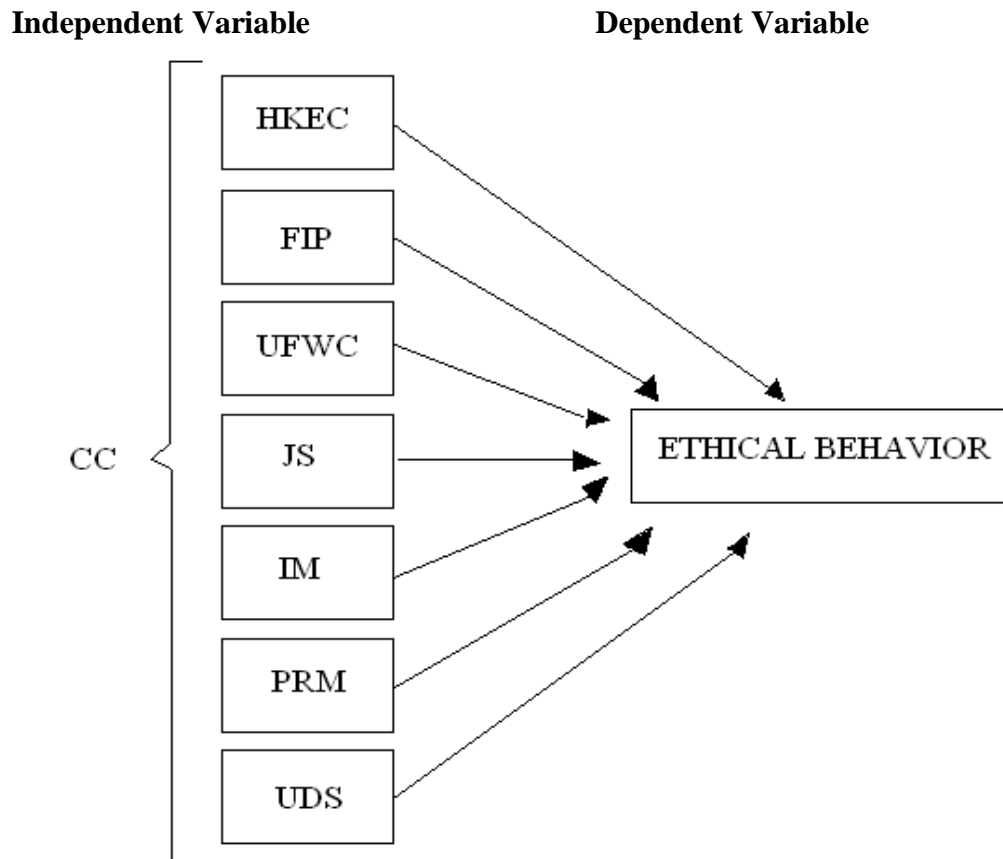 Independent Variable Dependent Variable
HKEC
FIP
UFWC
JS
CC
IM
PRM
UDS
ETHICAL BEHAVIOR